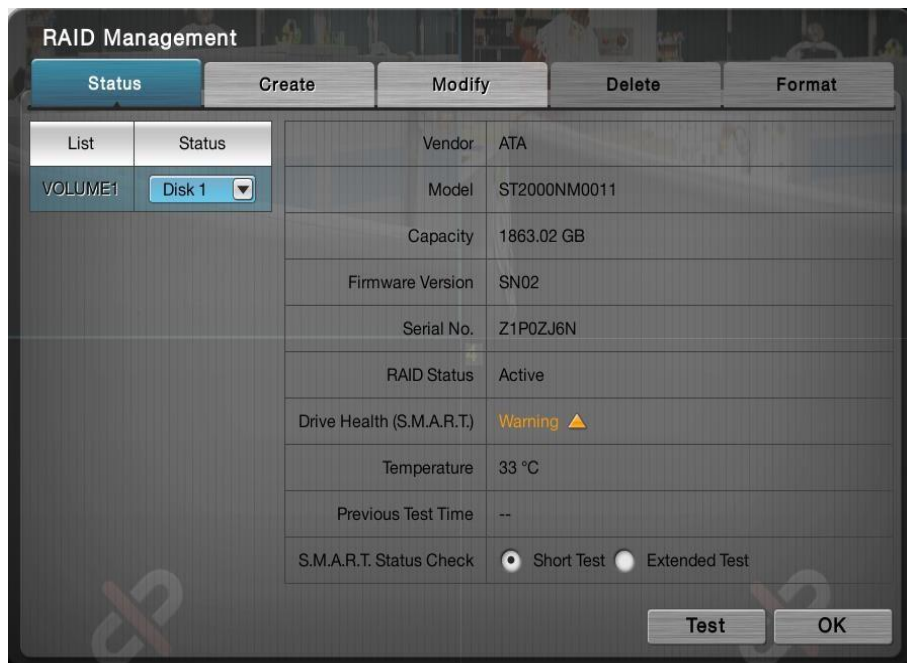 RAID Management
Status Create Modify Delete Format
List Status
VOLUME1 Disk 1
Vendor ATA
Model ST2000NM0011
Capacity 1863.02 GB
Firmware Version SN02
Serial No. Z1P0ZJ6N
RAID Status Active
Drive Health (S.M.A.R.T.) Warning
Temperature 33 °C
Previous Test Time --
S.M.A.R.T. Status Check Short Test Extended Test
Test OK